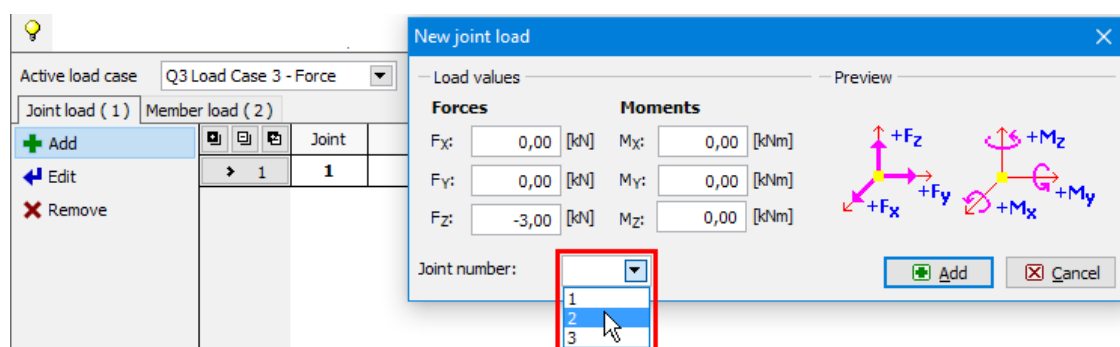 New joint load
Active load case Q3 Load Case 3 - Force
Joint load ( 1 ) Member load ( 2 )
Add
Edit
Remove
Joint
1 1
Load values
Forces Moments
FX: 0,00 [kN] MX: 0,00 [kNm]
FY: 0,00 [kN] MY: 0,00 [kNm]
FZ: -3,00 [kN] MZ: 0,00 [kNm]
Preview
+Fz +Mz
+Fy +My
+Fx +Mx
Joint number:
1
2
3
Add Cancel